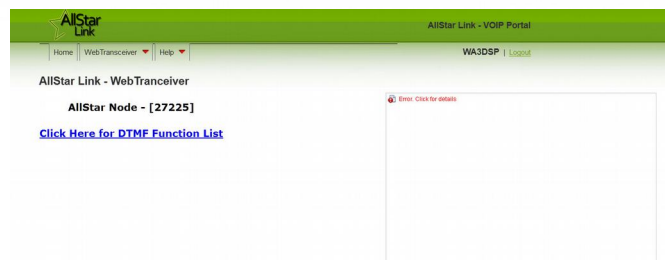 AllStar
Link
AllStar Link - VOIP Portal
Home WebTransceiver Help
WA3DSP | Logout
AllStar Link - WebTranceiver
AllStar Node - [27225]
Error. Click for details
Click Here for DTMF Function List